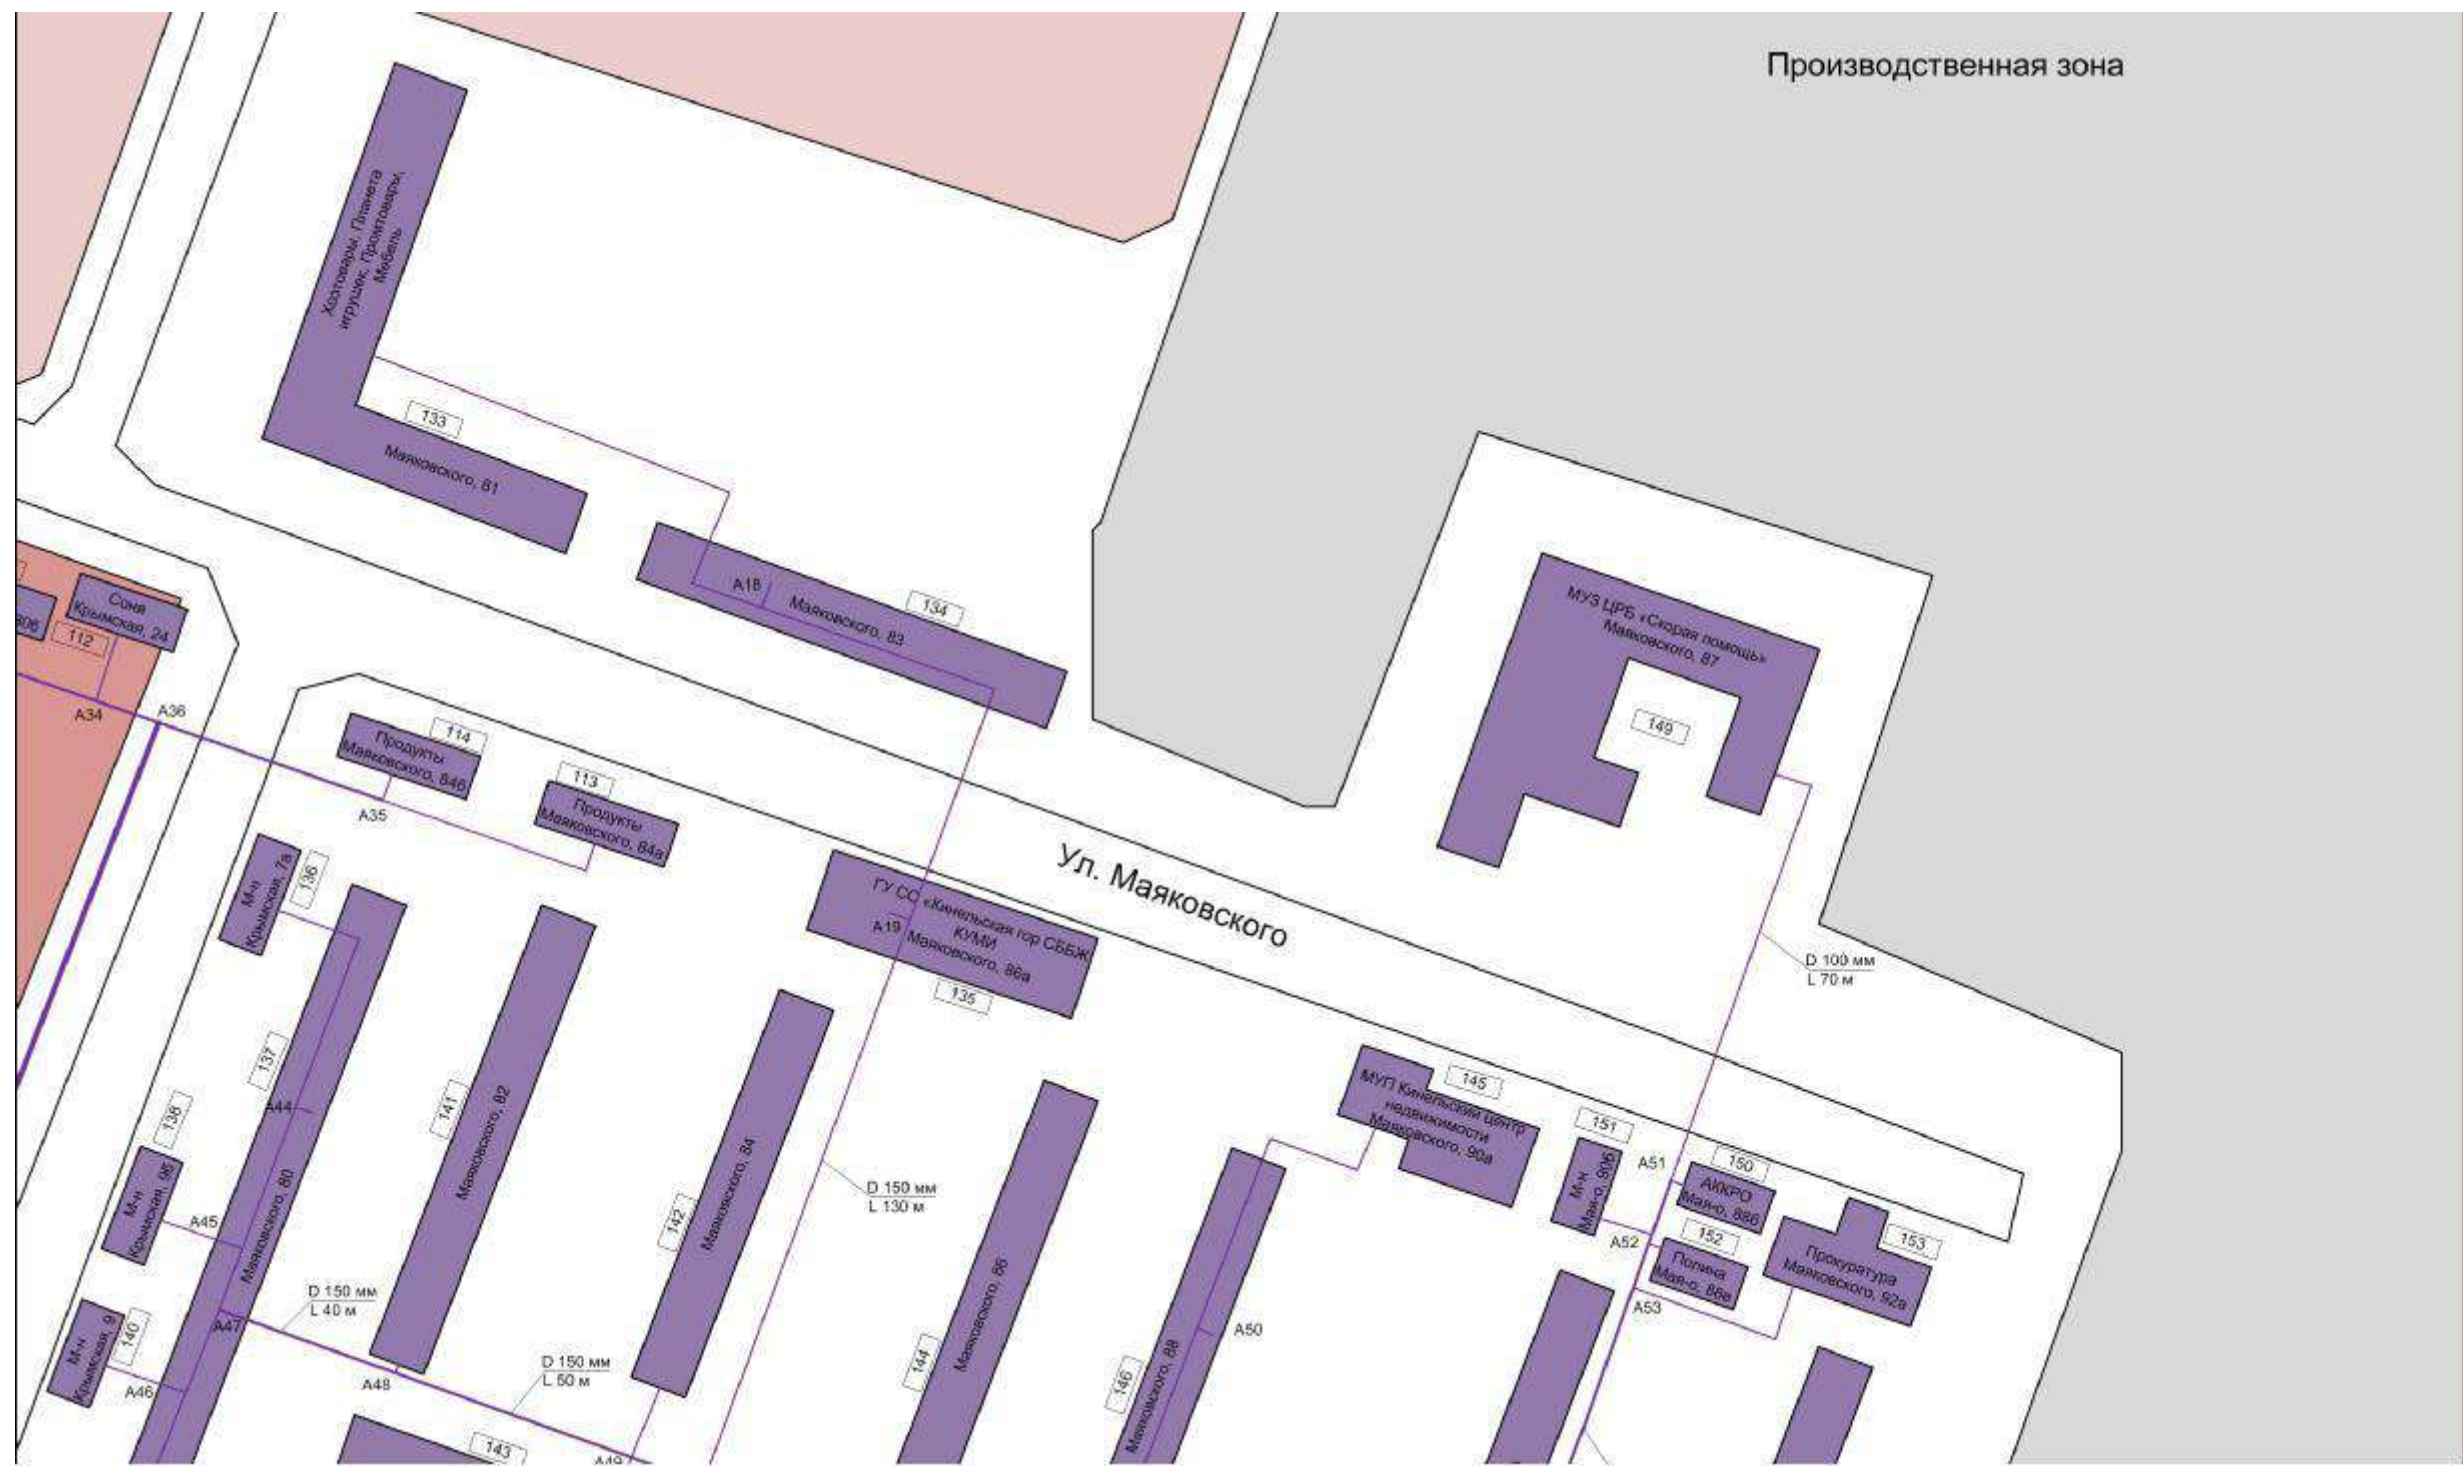 Производственная зона
Хозтовары. Планета
игрушек, Промтовары,
Мебель
133
Маяковского, 81
А18
Маяковского, 83
134
Соня
Крымская, 24
112
80б
А34
А36
114
Продукты
Маяковского, 84б
А35
113
Продукты
Маяковского, 84а
МУЗ ЦРБ «Скорая помощь»
Маяковского, 87
149
D 100 мм
L 70 м
Ул. Маяковского
ГУ СО «Кинельская гор СББЖ
КУМИ
Маяковского, 86а
А19
135
М-н
Крымская, 7а
136
137
А44
Маяковского, 80
138
М-н
Крымская, 9б
А45
М-н
Крымская, 9
140
А46
А47
D 150 мм
L 40 м
141
Маяковского, 82
А48
D 150 мм
L 50 м
142
Маяковского, 84
143
А49
D 150 мм
L 130 м
144
Маяковского, 86
146
Маяковского, 88
А50
МУП Кинельский центр
недвижимости
Маяковского, 90а
145
151
М-н
Мая-о, 90б
А51
150
АККРО
Мая-о, 88б
А52
152
Полина
Мая-о, 88в
А53
153
Прокуратура
Маяковского, 92а